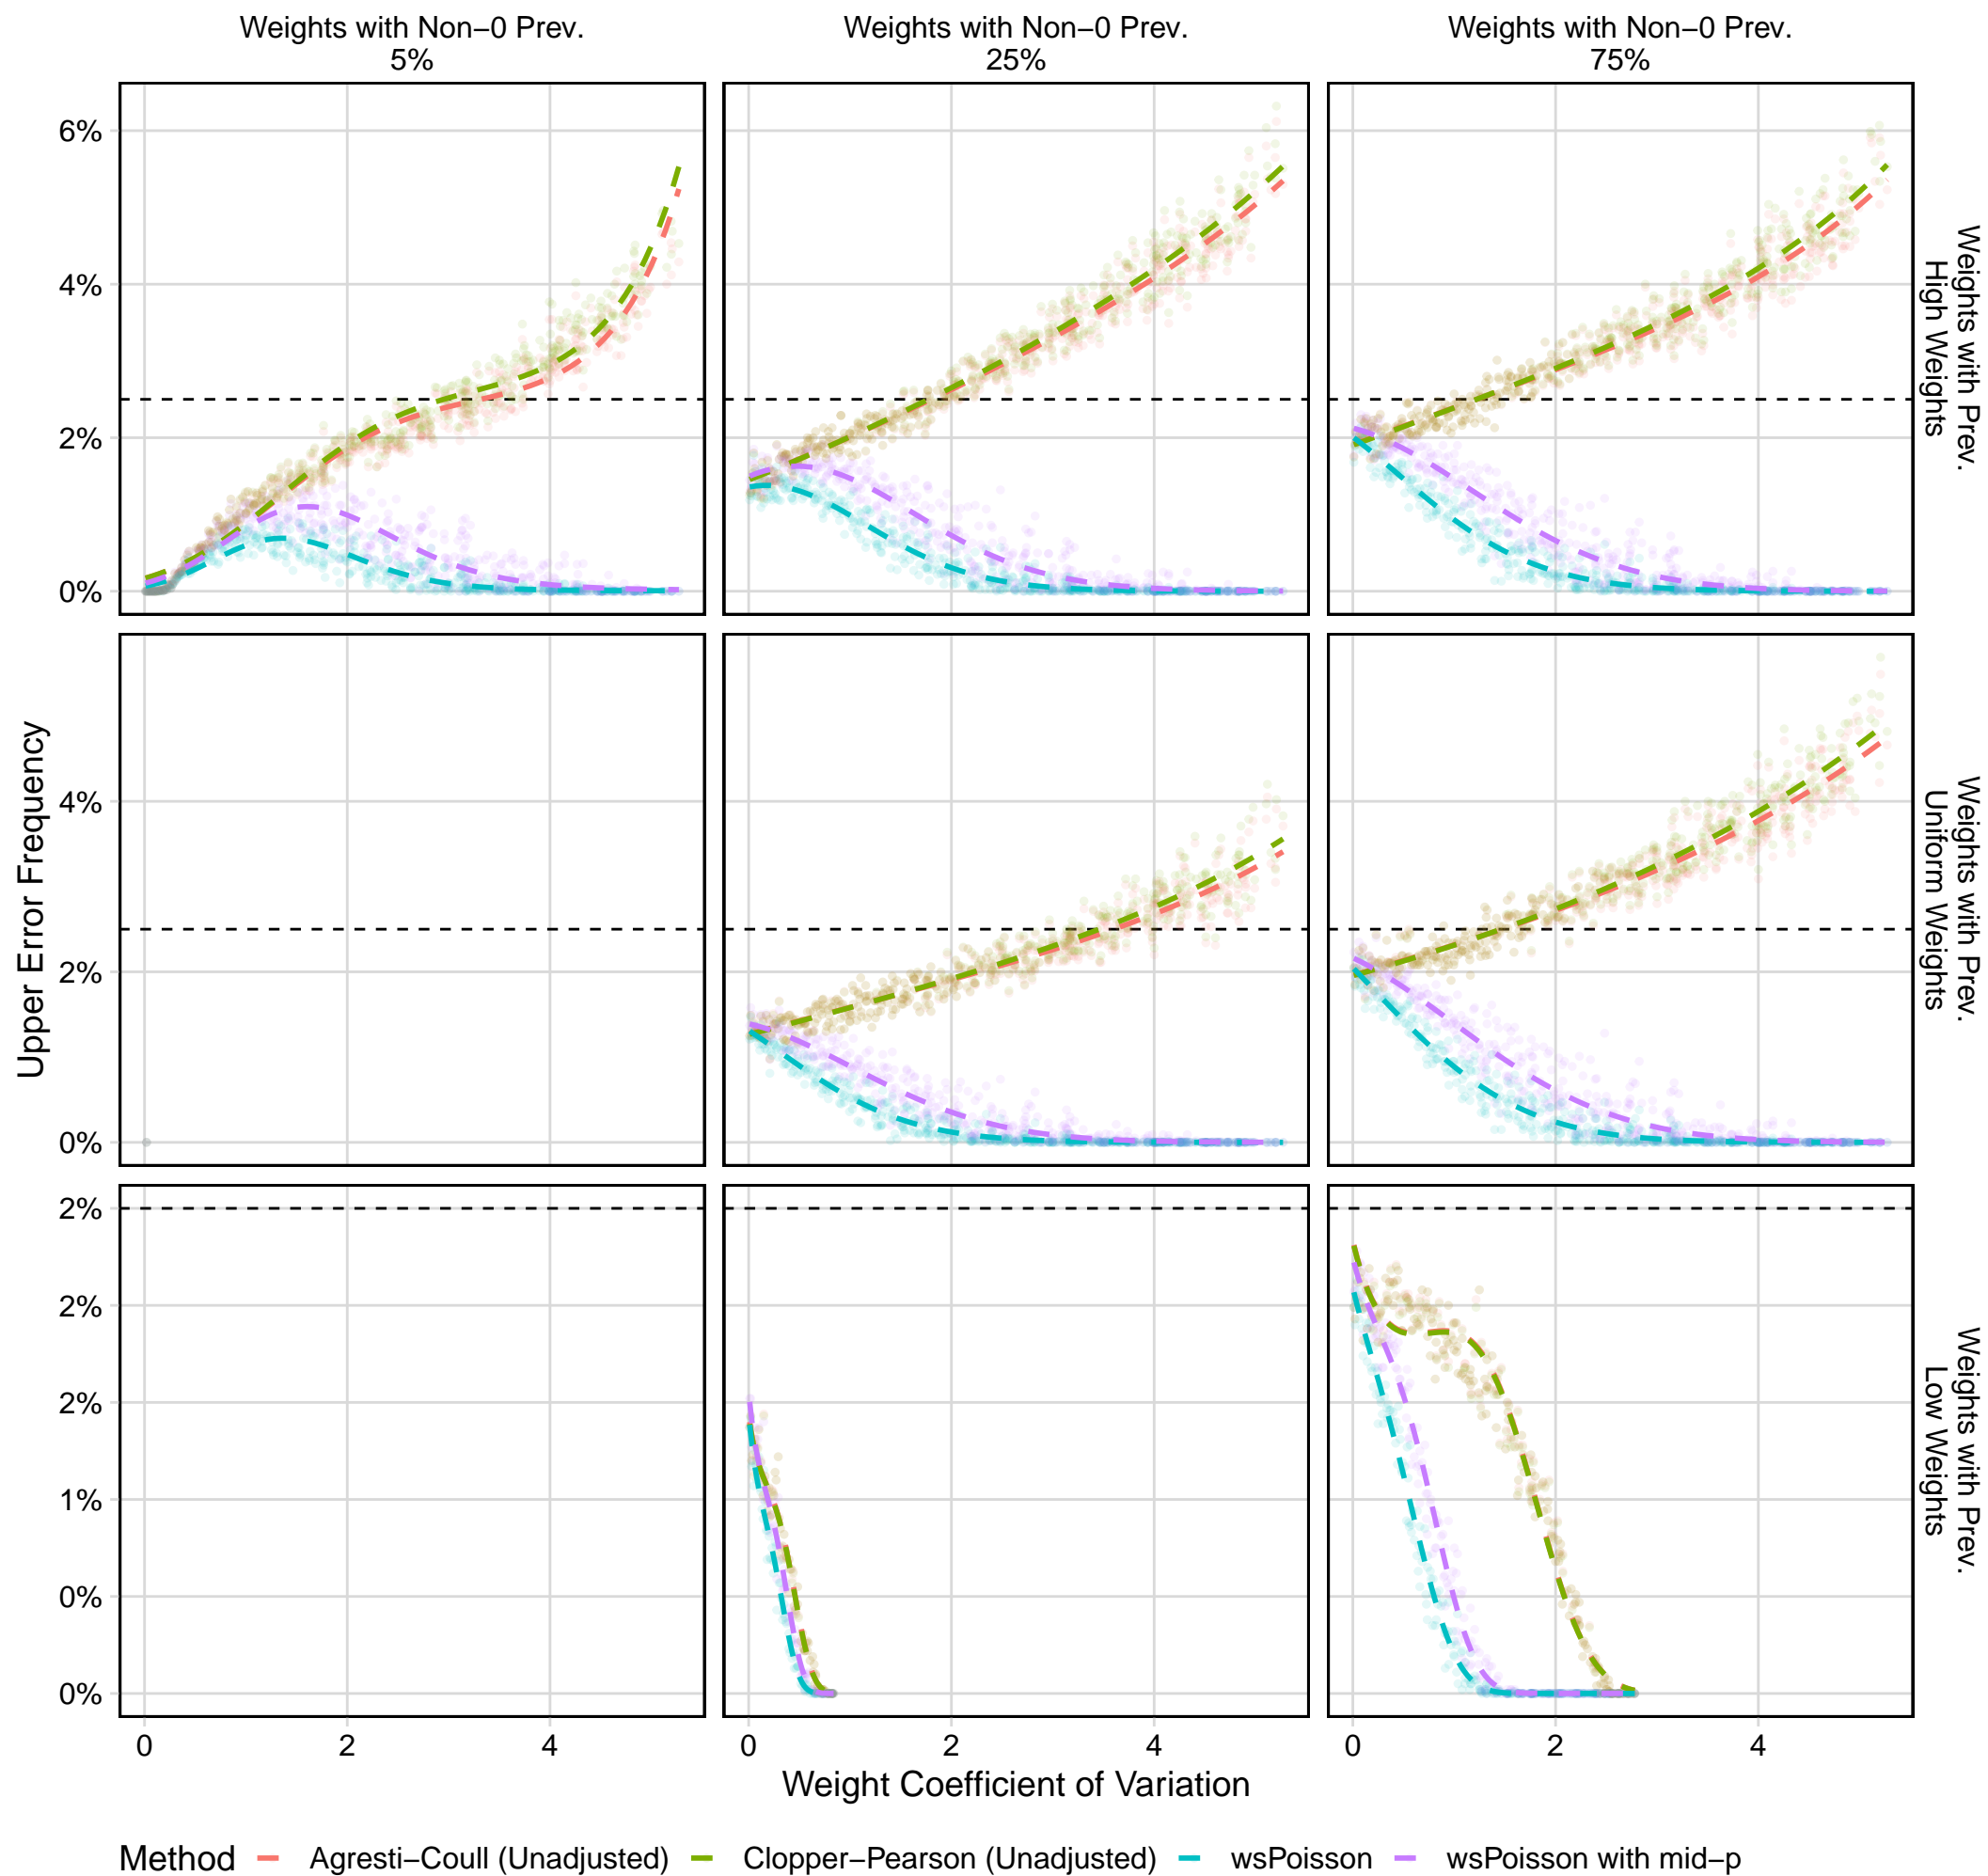 Weights with Non−0 Prev.
5%
Weights with Non−0 Prev.
25%
Weights with Non−0 Prev.
75%
6%
4%
2%
0%
Weights with Prev.
High Weights
4%
2%
0%
Weights with Prev.
Uniform Weights
2%
2%
2%
1%
0%
0%
Weights with Prev.
Low Weights
Upper Error Frequency
0 2 4
0 2 4
0 2 4
Weight Coefficient of Variation
Method Agresti−Coull (Unadjusted) Clopper−Pearson (Unadjusted) wsPoisson wsPoisson with mid−p